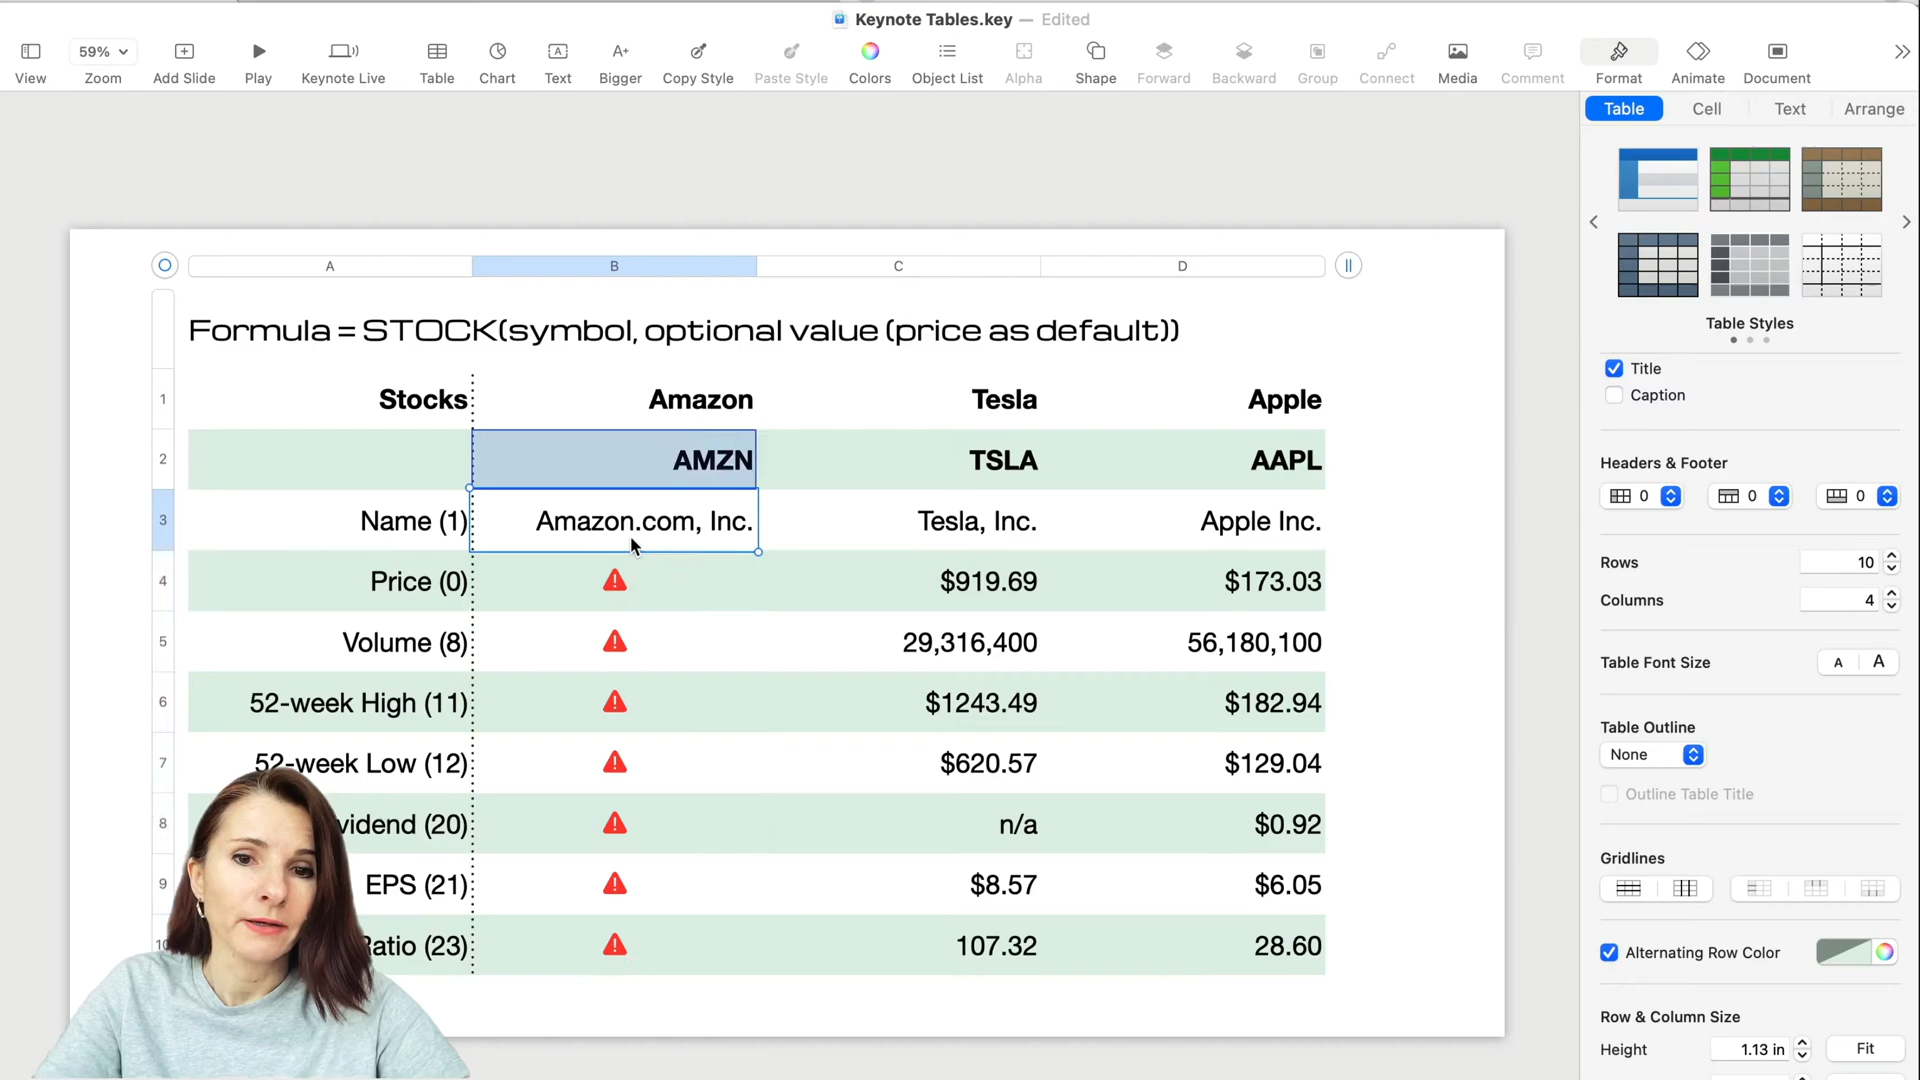 Keynote Tables.key — Edited
59%
View
Zoom
Add Slide
Play
Keynote Live
Table
Chart
Text
Bigger
Copy Style
Paste Style
Colors
Object List
Alpha
Shape
Forward
Backward
Group
Connect
Media
Comment
Format
Animate
Document
Table Cell Text Arrange
Table Styles
Title
Caption
Headers & Footer
0 0 0
Rows 10
Columns 4
Table Font Size A A
Table Outline
None
Outline Table Title
Gridlines
Alternating Row Color
Row & Column Size
Height 1.13 in Fit
A B C D
Formula = STOCK(symbol, optional value (price as default))
1 Stocks Amazon Tesla Apple
2 AMZN TSLA AAPL
3 Name (1) Amazon.com, Inc. Tesla, Inc. Apple Inc.
4 Price (0) $919.69 $173.03
5 Volume (8) 29,316,400 56,180,100
6 52-week High (11) $1243.49 $182.94
7 52-week Low (12) $620.57 $129.04
8 vidend (20) n/a $0.92
9 EPS (21) $8.57 $6.05
10 Ratio (23) 107.32 28.60